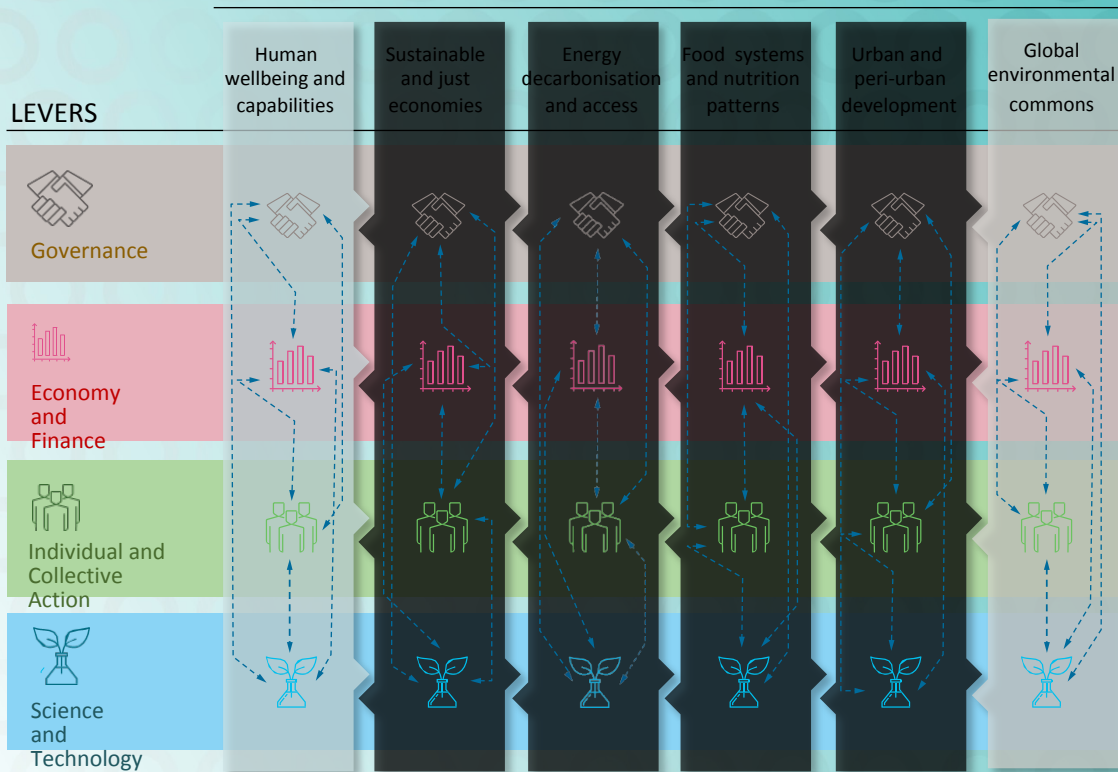 Human
wellbeing and
capabilities
Sustainable
and just
economies
Energy
decarbonisation
and access
Food systems
and nutrition
patterns
Urban and
peri-urban
development
Global
environmental
commons
LEVERS
Governance
Economy
and
Finance
Individual and
Collective
Action
Science
and
Technology